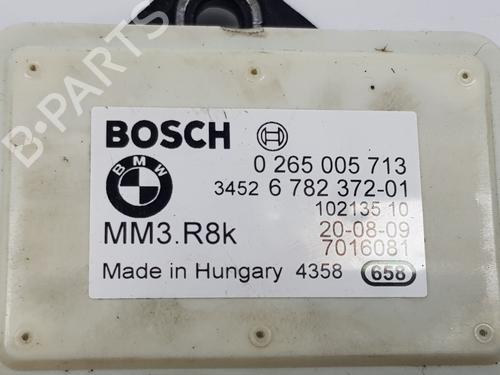 B-PARTS
BOSCH
BMW
0 265 005 713
3452 6 782 372-01
102135 10
MM3.R8k
20-08-09
7016081
Made in Hungary 4358 658